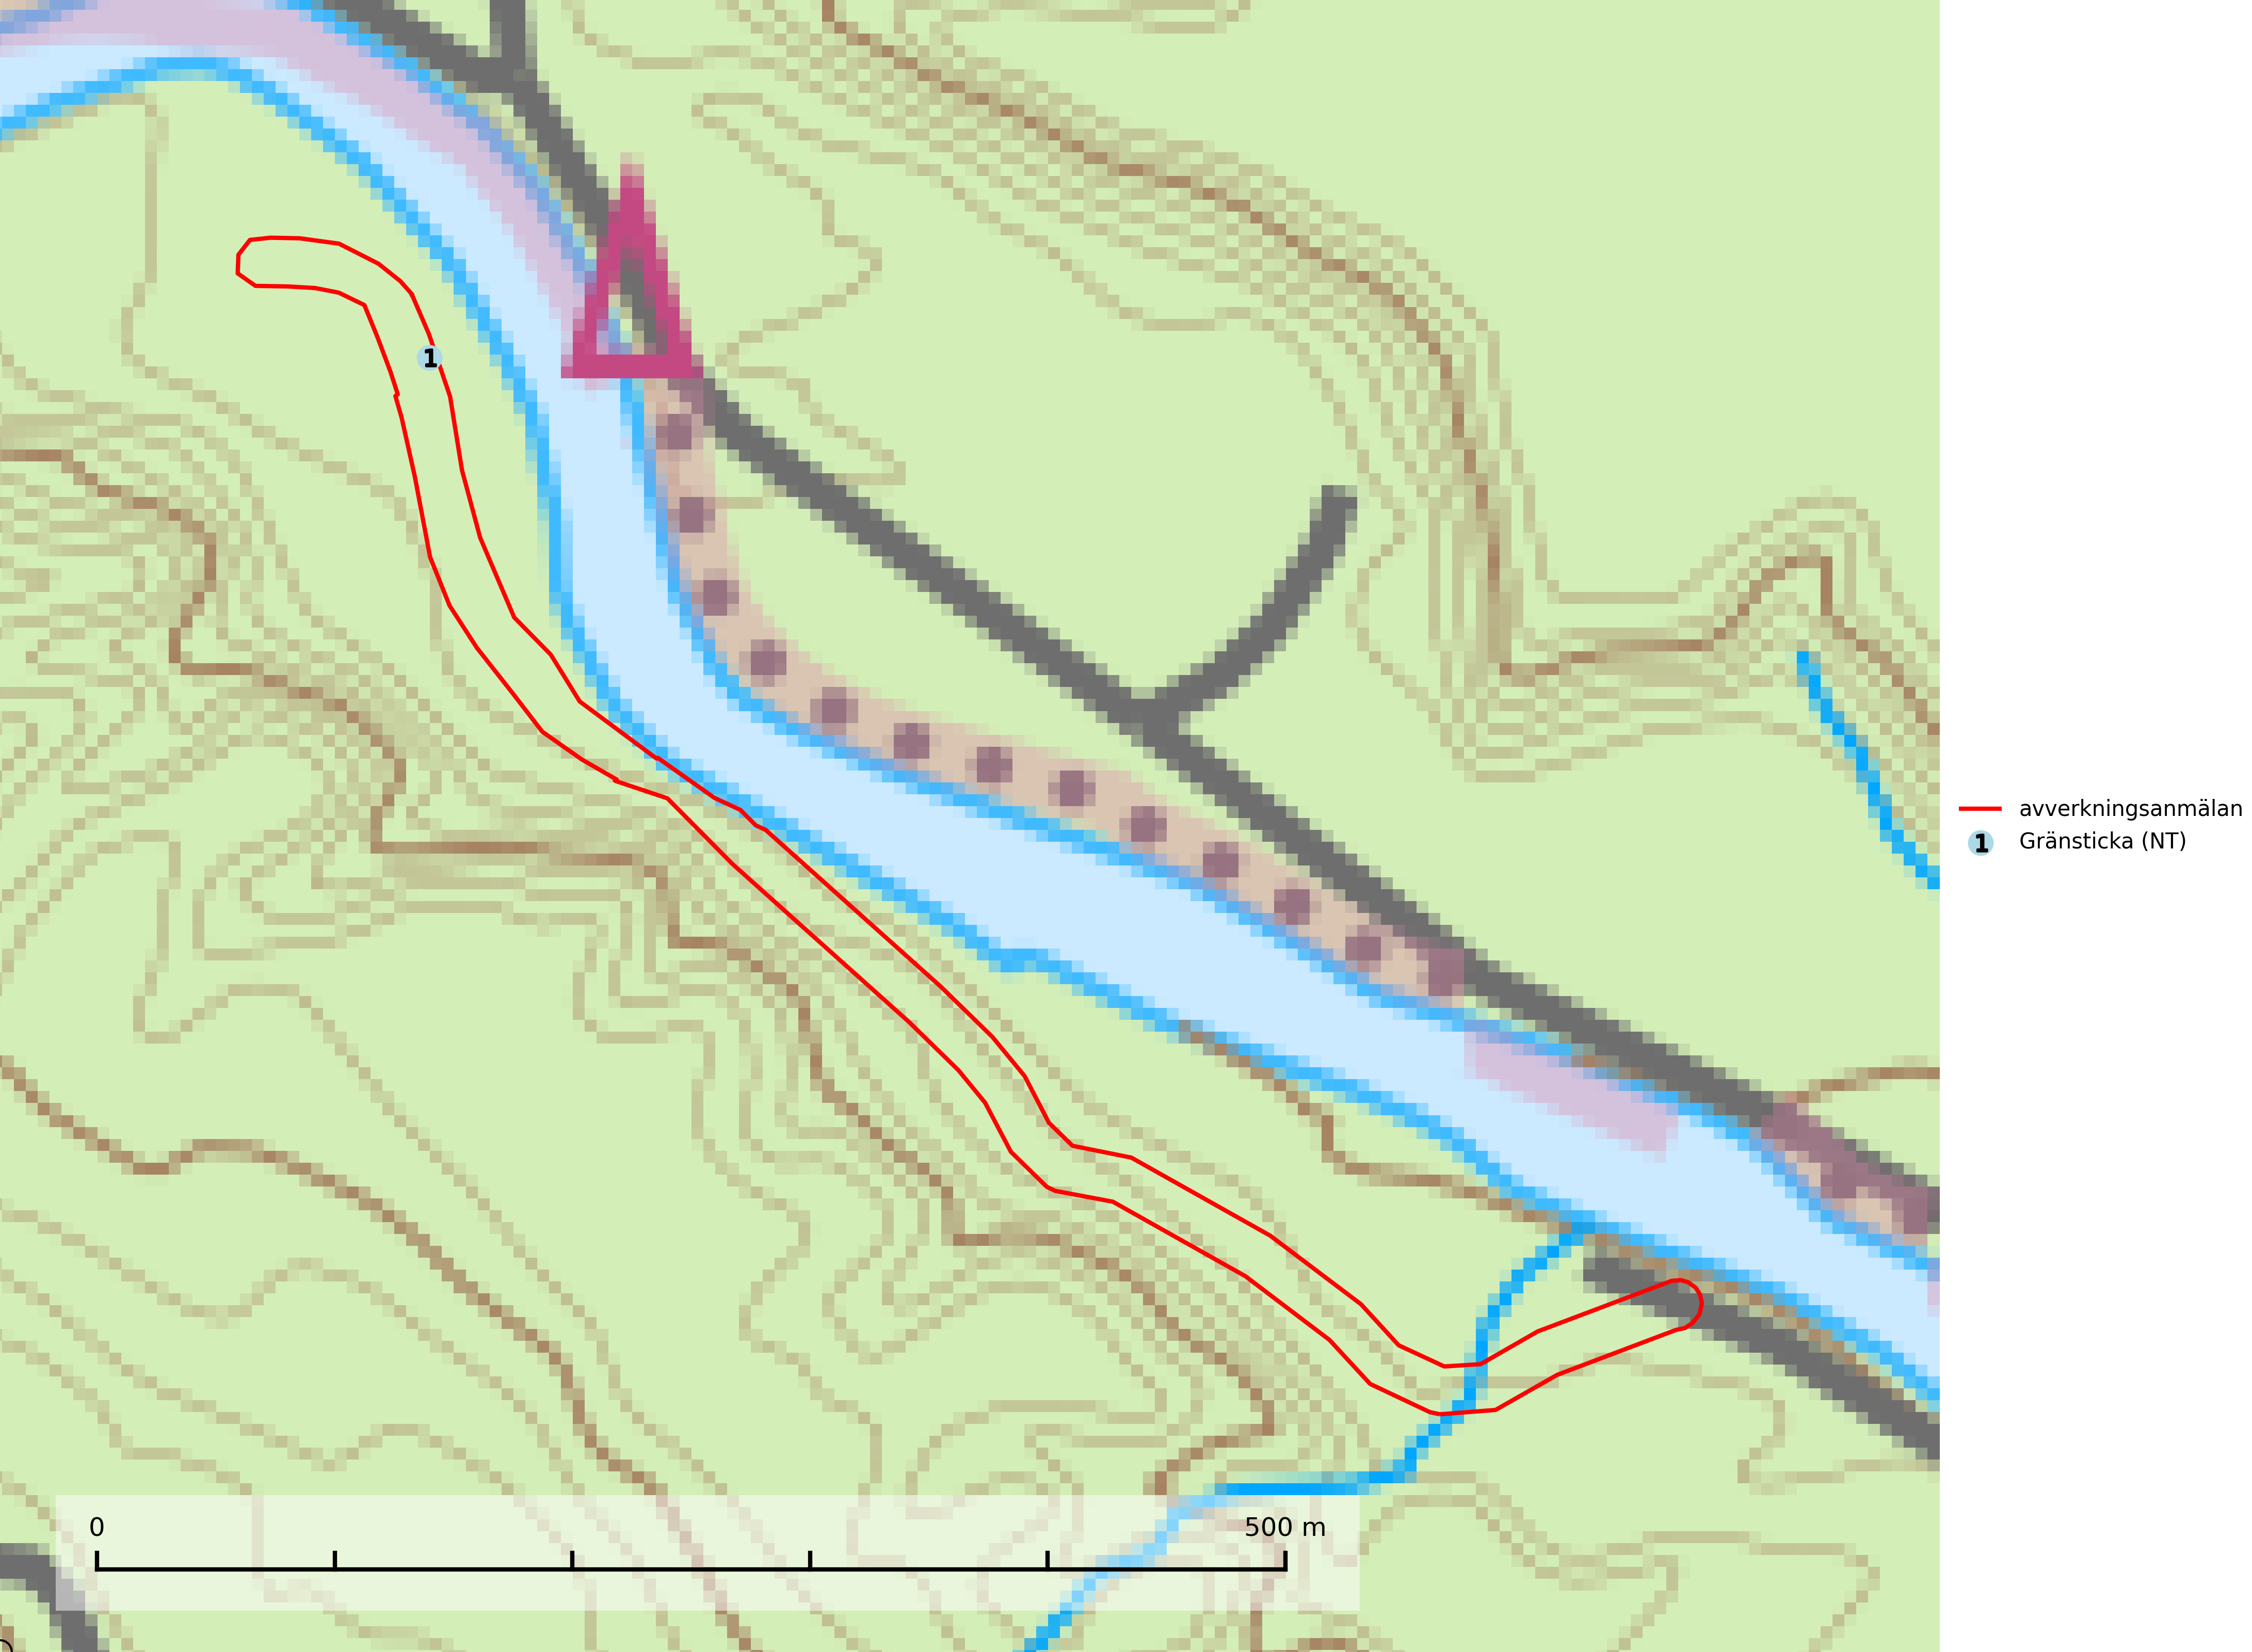 1
avverkningsanmälan
1 Gränsticka (NT)
0 500 m